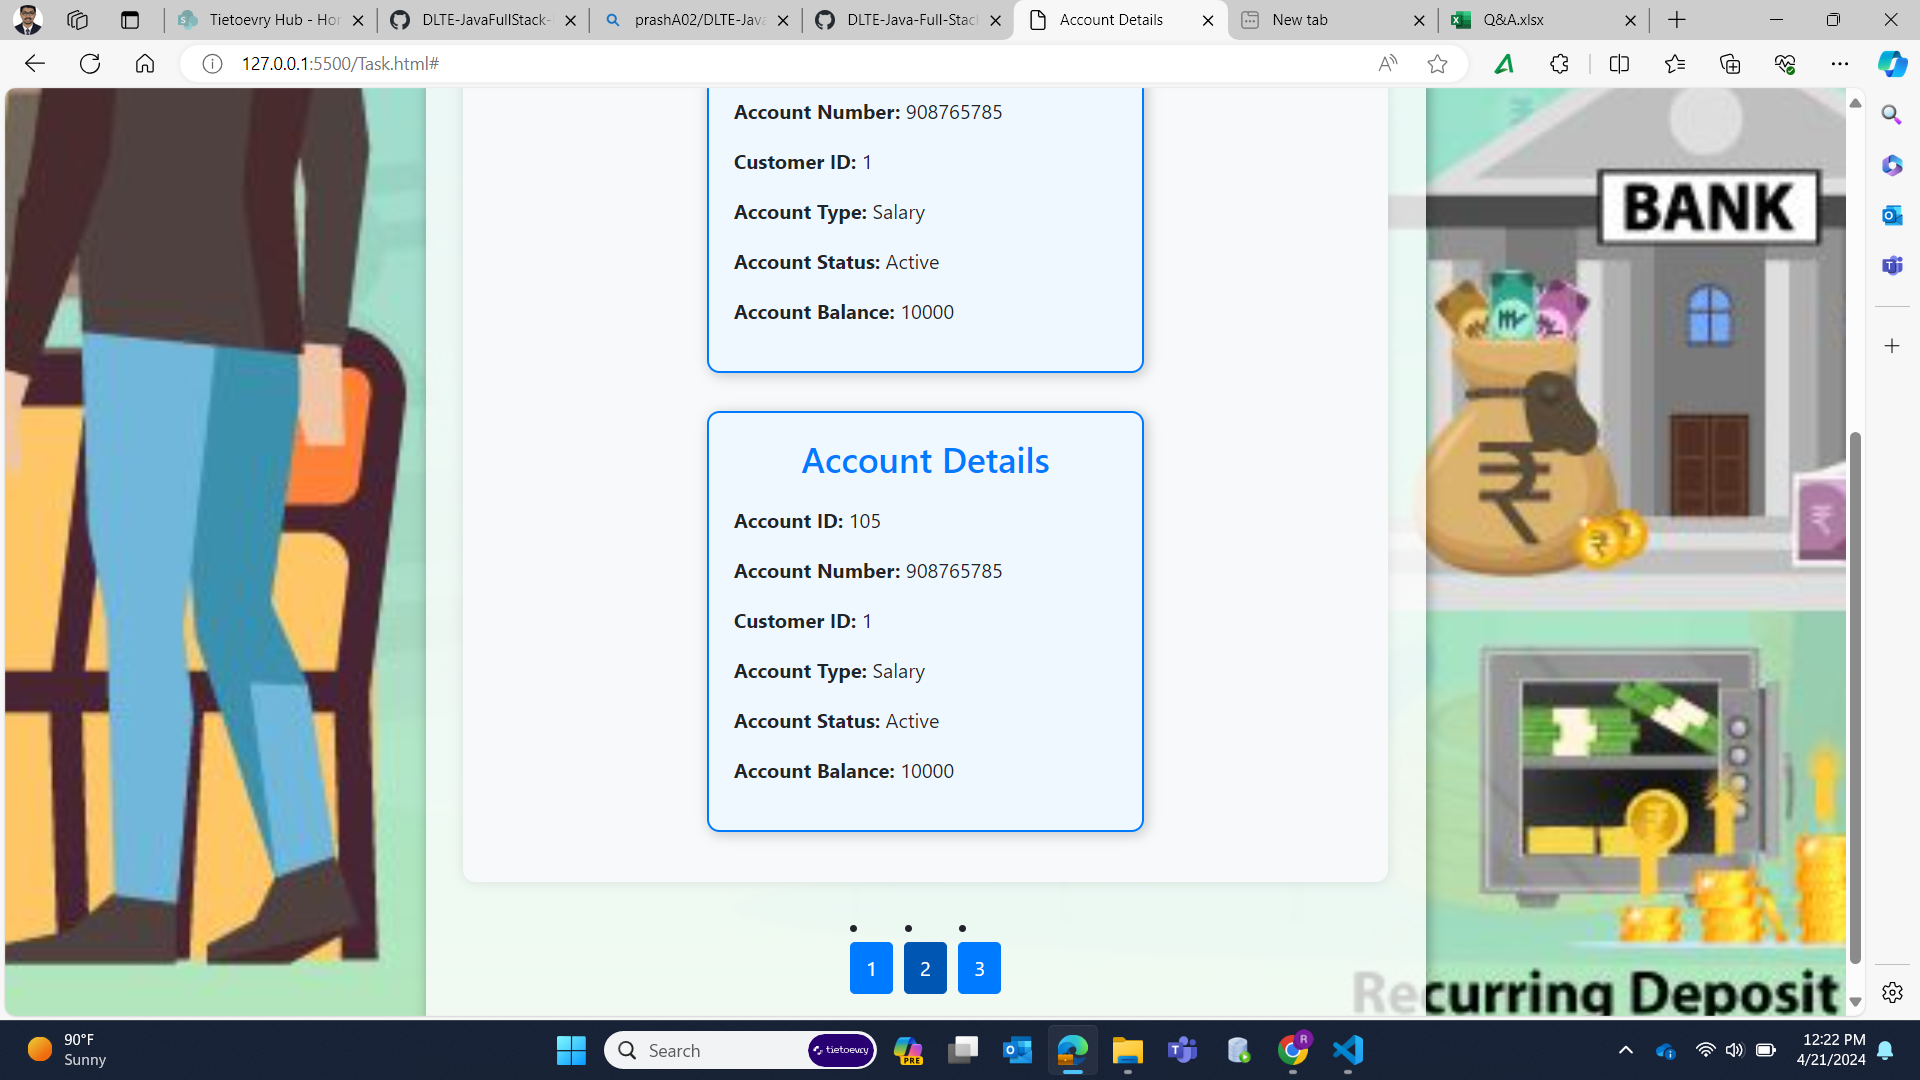 Tietoevry Hub - Hor
DLTE-JavaFullStack-
prashA02/DLTE-Java
DLTE-Java-Full-Stack
Account Details
New tab
Q&A.xlsx
127.0.0.1:5500/Task.html#
Account Number: 908765785
Customer ID: 1
Account Type: Salary
Account Status: Active
Account Balance: 10000
BANK
Account Details
Account ID: 105
Account Number: 908765785
Customer ID: 1
Account Type: Salary
Account Status: Active
Account Balance: 10000
1 2 3
Recurring Deposit
90°F
Sunny
Search
tietoevry
PRE
R
12:22 PM
4/21/2024